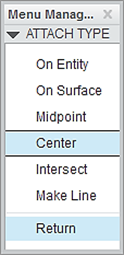 Menu Manag...
ATTACH TYPE
On Entity
On Surface
Midpoint
Center
Intersect
Make Line
Return